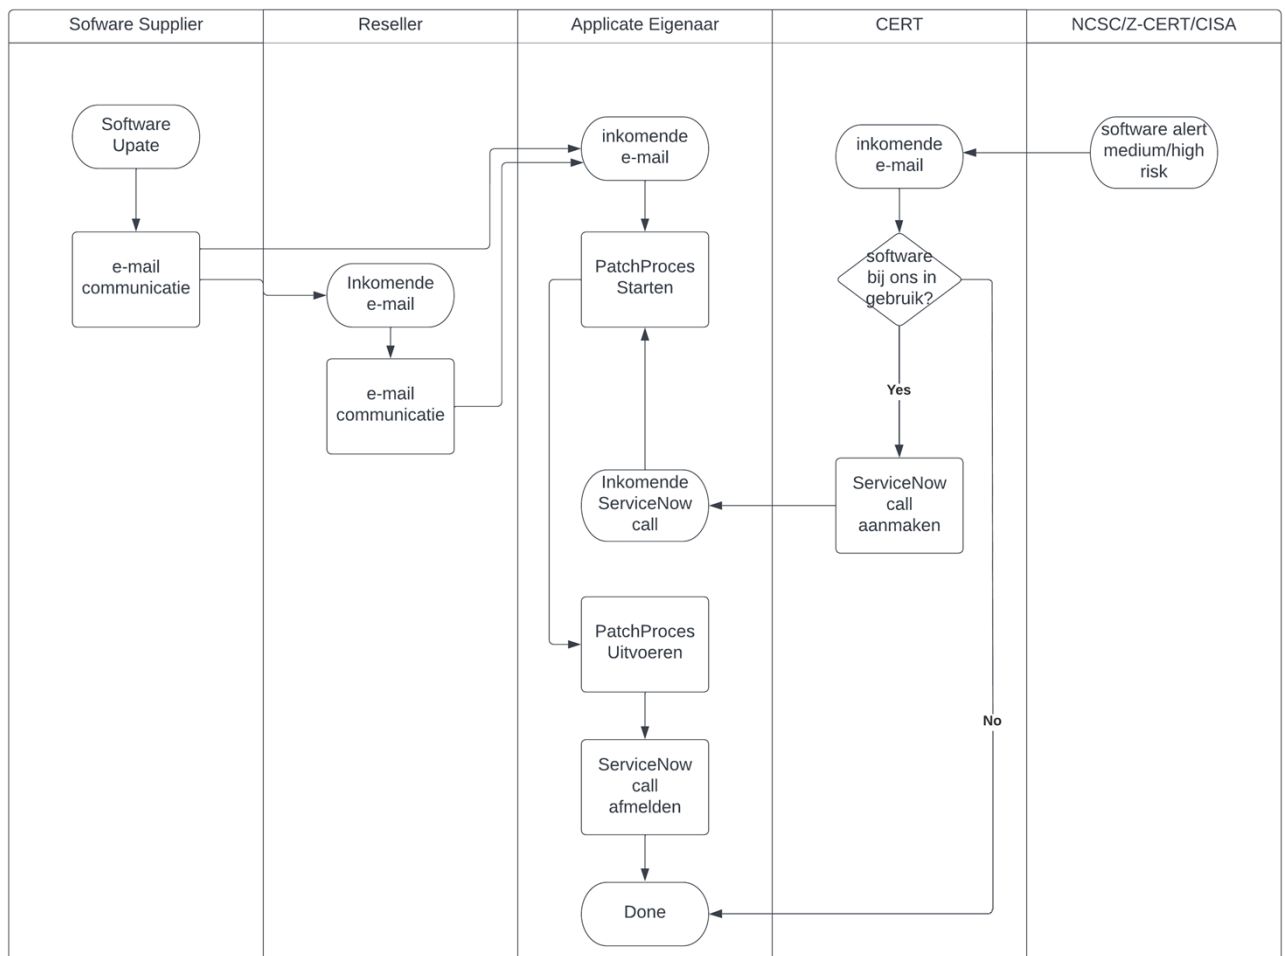 Sofware Supplier
Reseller
Applicate Eigenaar
CERT
NCSC/Z-CERT/CISA
Software
Upate
e-mail
communicatie
Inkomende
e-mail
e-mail
communicatie
inkomende
e-mail
PatchProces
Starten
Inkomende
ServiceNow
call
PatchProces
Uitvoeren
ServiceNow
call
afmelden
Done
inkomende
e-mail
software
bij ons in
gebruik?
Yes
ServiceNow
call
aanmaken
No
software alert
medium/high
risk